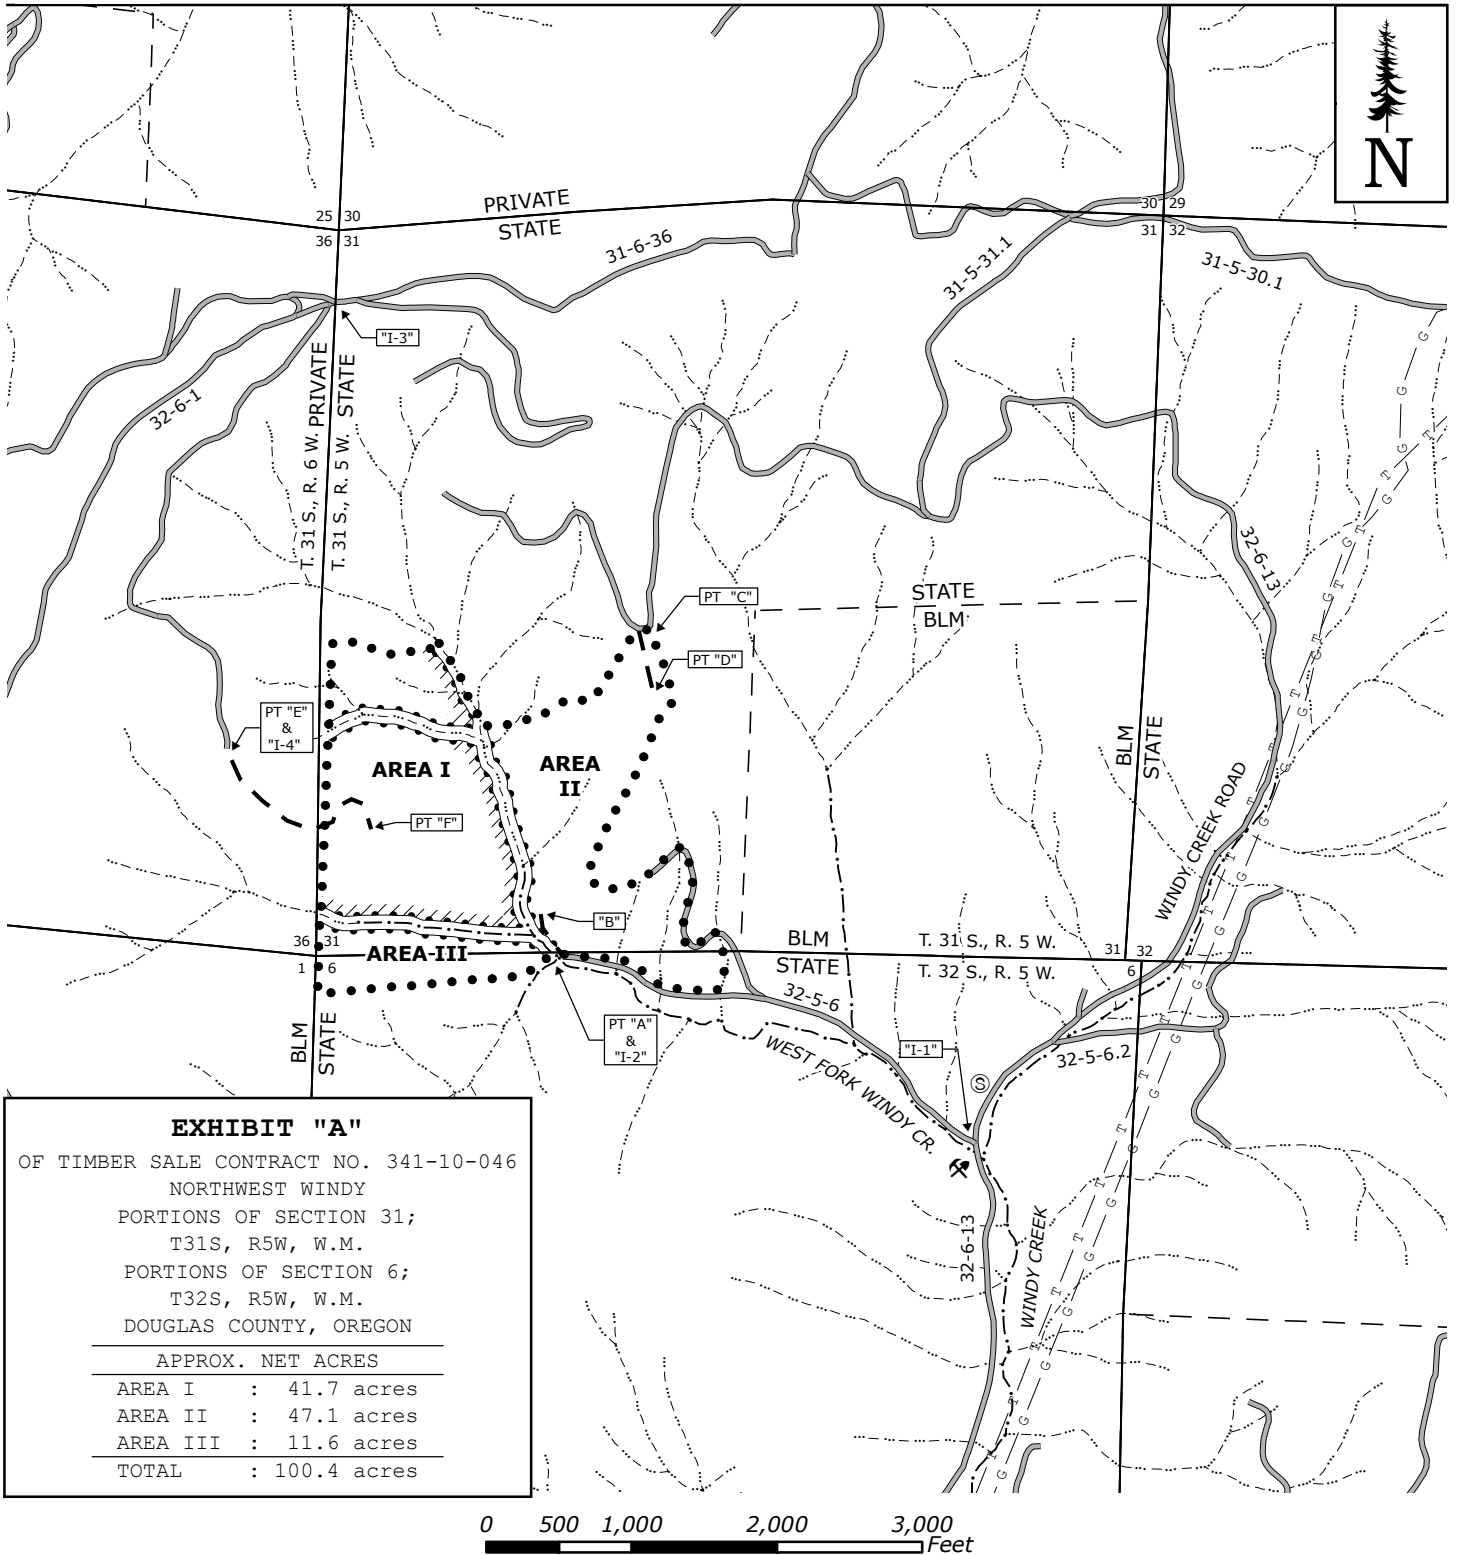 N
PRIVATE
STATE
25 30
36 31
30 29
31 32
31-6-36
31-5-31.1
31-5-30.1
"I-3"
32-6-1
T. 31 S., R. 6 W. PRIVATE
T. 31 S., R. 5 W. STATE
G
G
T
G
T
G
T
G
32-6-13
PT "C"
STATE
BLM
PT "D"
PT "E"
&
"I-4"
AREA I
AREA
II
BLM
STATE
WINDY CREEK ROAD
PT "F"
"B"
36 31
1 6
AREA III
BLM
STATE
T. 31 S., R. 5 W.
T. 32 S., R. 5 W.
31 32
6
32-5-6
PT "A"
&
"I-2"
BLM
STATE
WEST FORK WINDY CR.
"I-1"
S
32-5-6.2
32-6-13
WINDY CREEK
EXHIBIT "A"
OF TIMBER SALE CONTRACT NO. 341-10-046
NORTHWEST WINDY
PORTIONS OF SECTION 31;
T31S, R5W, W.M.
PORTIONS OF SECTION 6;
T32S, R5W, W.M.
DOUGLAS COUNTY, OREGON
APPROX. NET ACRES
AREA I : 41.7 acres
AREA II : 47.1 acres
AREA III : 11.6 acres
TOTAL : 100.4 acres
0 500 1,000 2,000 3,000
Feet